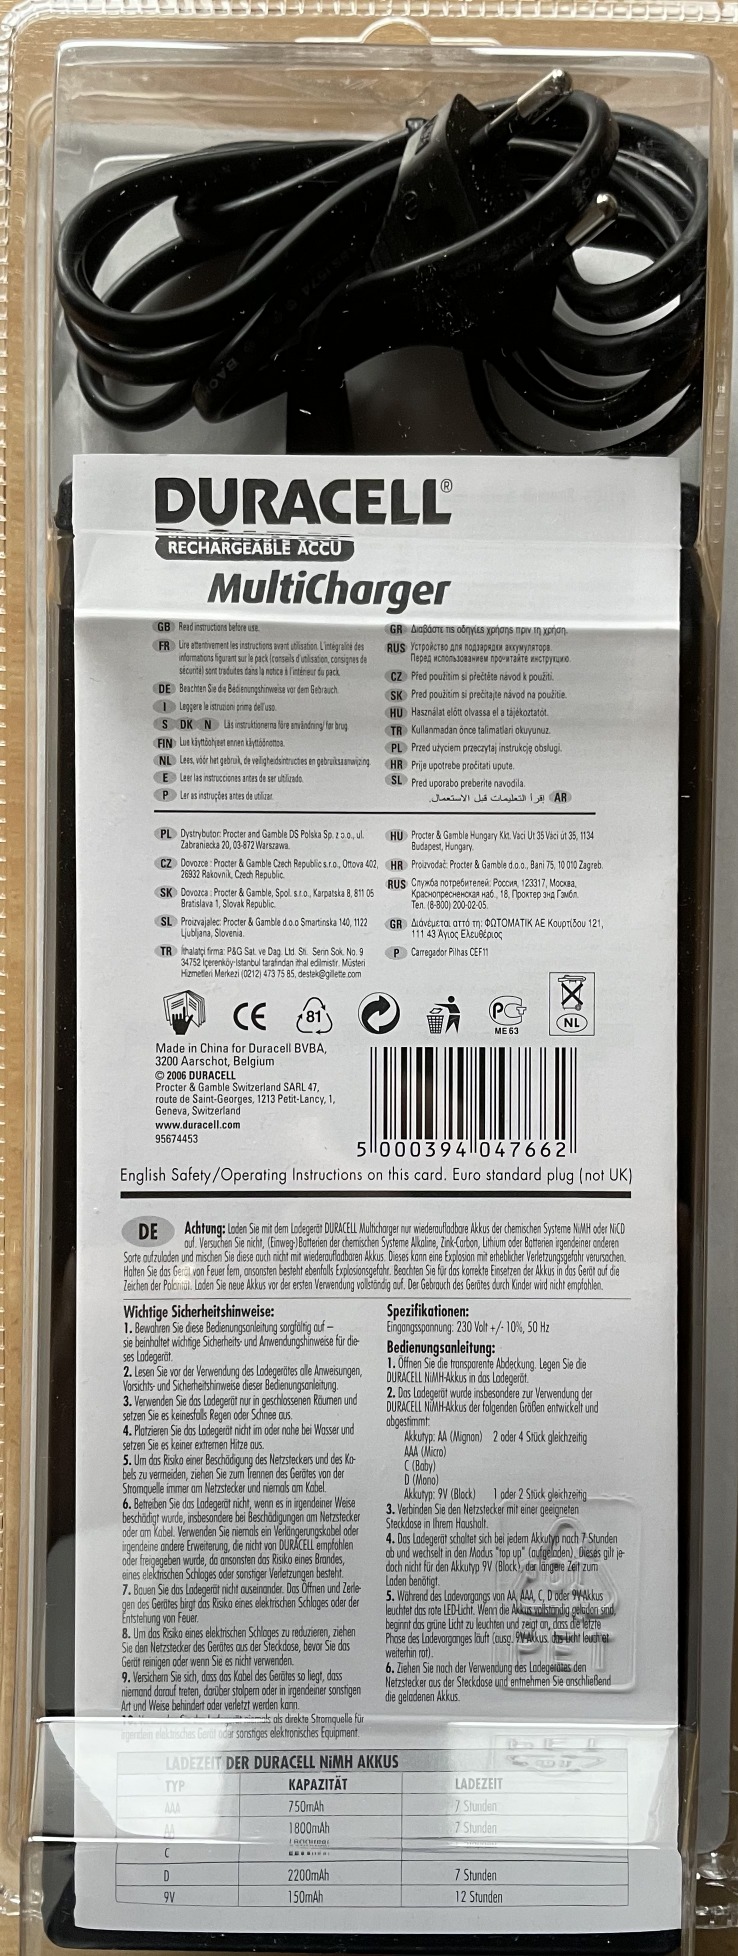 DURACELL®
RECHARGEABLE ACCU
MultiCharger
GB Read instructions before use.
FR Lire attentivement les instructions avant utilisation. L'intégralité des
informations figurant sur le pack (conseils d'utilisation, consignes de
sécurité) sont traduites dans la notice à l'intérieur du pack.
DE Beachten Sie die Bedienungshinweise vor dem Gebrauch.
I Leggere le istruzioni prima dell'uso.
S DK N Läs instruktionerna före användning/før brug.
FIN Lue käyttöohjeet ennen käyttöönottoa.
NL Lees, vóór het gebruik, de veiligheidsintructies en gebruiksaanwijzing.
E Leer las instrucciones antes de ser utilizado.
P Ler as instruções antes de utilizar.
GR Διαβάστε τις οδηγίες χρήσης πριν τη χρήση.
RUS Устройство для подзарядки аккумуляторов.
Перед использованием прочитайте инструкцию.
CZ Před použitím si přečtěte návod k použití.
SK Pred použitím si prečítajte návod na použitie.
HU Használat előtt olvassa el a tájékoztatót.
TR Kullanmadan önce talimatlari okuyunuz.
PL Przed użyciem przeczytaj instrukcję obsługi.
HR Prije upotrebe pročitati upute.
SL Pred uporabo preberite navodila.
AR إقرأ التعليمات قبل الاستعمال.
PL Dystrybutor: Procter and Gamble DS Polska Sp. z o.o., ul.
Zabraniecka 20, 03-872 Warszawa.
CZ Dovozce : Procter & Gamble Czech Republic s.r.o., Ottova 402,
26932 Rakovník, Czech Republic.
SK Dovozca : Procter & Gamble, Spol. s r.o., Karpatska 8, 811 05
Bratislava 1, Slovak Republic.
SL Proizvajalec: Procter & Gamble d.o.o Smartinska 140, 1122
Ljubljana, Slovenia.
TR İthalatçi firma: P&G Sat. ve Dag. Ltd. Sti. Serin Sok. No. 9
34752 Içerenköy-Istanbul tarafindan ithal edilmistir. Müsteri
Hizmetleri Merkezi (0212) 473 75 85, destek@gillette.com
HU Procter & Gamble Hungary Kkt. Váci Ut 35 Váci út 35, 1134
Budapest, Hungary.
HR Proizvođač: Procter & Gamble d.o.o., Bani 75, 10 010 Zagreb.
RUS Служба потребителей: Россия, 123317, Москва,
Краснопресненская наб., 18, Проктер энд Гэмбл.
Тел. (8-800) 200-02-05.
GR Διάνέμεται αττό τη: ΦΩΤΟΜΑΤΙΚ ΑΕ Κουρτίδου 121,
111 43 Άγιος Ελευθέριος
P Carregador Pilhas CEF11
CE 81 PCT ME 63 NL
Made in China for Duracell BVBA,
3200 Aarschot, Belgium
© 2006 DURACELL
Procter & Gamble Switzerland SARL 47,
route de Saint-Georges, 1213 Petit-Lancy, 1,
Geneva, Switzerland
www.duracell.com
95674453
5 000394 047662
English Safety/Operating Instructions on this card. Euro standard plug (not UK)
DE Achtung: Laden Sie mit dem Ladegerät DURACELL Multicharger nur wiederaufladbare Akkus der chemischen Systeme NiMH oder NiCD
auf. Versuchen Sie nicht, (Einweg-)Batterien der chemischen Systeme Alkaline, Zink-Carbon, Lithium oder Batterien irgendeiner anderen
Sorte aufzuladen und mischen Sie diese auch nicht mit wiederaufladbaren Akkus. Dieses kann eine Explosion mit erheblicher Verletzungsgefahr verursachen.
Halten Sie das Gerät von Feuer fern, ansonsten besteht ebenfalls Explosionsgefahr. Beachten Sie für das korrekte Einsetzen der Akkus in das Gerät auf die
Zeichen der Polarität. Laden Sie neue Akkus vor der ersten Verwendung vollständig auf. Der Gebrauch des Gerätes durch Kinder wird nicht empfohlen.
Wichtige Sicherheitshinweise:
1. Bewahren Sie diese Bedienungsanleitung sorgfältig auf –
sie beinhaltet wichtige Sicherheits- und Anwendungshinweise für die-
ses Ladegerät.
2. Lesen Sie vor der Verwendung des Ladegerätes alle Anweisungen,
Vorsichts- und Sicherheitshinweise dieser Bedienungsanleitung.
3. Verwenden Sie das Ladegerät nur in geschlossenen Räumen und
setzen Sie es keinesfalls Regen oder Schnee aus.
4. Platzieren Sie das Ladegerät nicht im oder nahe bei Wasser und
setzen Sie es keiner extremen Hitze aus.
5. Um das Risiko einer Beschädigung des Netzsteckers und des Ka-
bels zu vermeiden, ziehen Sie zum Trennen des Gerätes von der
Stromquelle immer am Netzstecker und niemals am Kabel.
6. Betreiben Sie das Ladegerät nicht, wenn es in irgendeiner Weise
beschädigt wurde, insbesondere bei Beschädigungen am Netzstecker
oder am Kabel. Verwenden Sie niemals ein Verlängerungskabel oder
irgendeine andere Erweiterung, die nicht von DURACELL empfohlen
oder freigegeben wurde, da ansonsten das Risiko eines Brandes,
eines elektrischen Schlages oder sonstiger Verletzungen besteht.
7. Bauen Sie das Ladegerät nicht auseinander. Das Öffnen und Zerle-
gen des Gerätes birgt das Risiko eines elektrischen Schlages oder der
Entstehung von Feuer.
8. Um das Risiko eines elektrischen Schlages zu reduzieren, ziehen
Sie den Netzstecker des Gerätes aus der Steckdose, bevor Sie das
Gerät reinigen oder wenn Sie es nicht verwenden.
9. Versichern Sie sich, dass das Kabel des Gerätes so liegt, dass
niemand darauf treten, darüber stolpern oder in irgendeiner sonstigen
Art und Weise behindert oder verletzt werden kann.
niemals als direkte Stromquelle für
irgendein elektrisches Gerät oder sonstiges elektronisches Equipment.
Spezifikationen:
Eingangsspannung: 230 Volt +/- 10%, 50 Hz
Bedienungsanleitung:
1. Öffnen Sie die transparente Abdeckung. Legen Sie die
DURACELL NiMH-Akkus in das Ladegerät.
2. Das Ladegerät wurde insbesondere zur Verwendung der
DURACELL NiMH-Akkus der folgenden Größen entwickelt und
abgestimmt:
Akkutyp: AA (Mignon) 2 oder 4 Stück gleichzeitig
AAA (Micro)
C (Baby)
D (Mono)
Akkutyp: 9V (Block) 1 oder 2 Stück gleichzeitig
3. Verbinden Sie den Netzstecker mit einer geeigneten
Steckdose in Ihrem Haushalt.
4. Das Ladegerät schaltet sich bei jedem Akkutyp nach 7 Stunden
ab und wechselt in den Modus "top up" (aufgeladen). Dieses gilt je-
doch nicht für den Akkutyp 9V (Block), der längere Zeit zum
Laden benötigt.
5. Während des Ladevorgangs von AA, AAA, C, D oder 9V-Akkus
leuchtet das rote LED-Licht. Wenn die Akkus vollständig geladen sind,
beginnt das grüne Licht zu leuchten und zeigt an, dass die letzte
Phase des Ladevorganges läuft (ausg. 9V-Akkus. das Licht leuchtet
weiterhin rot).
6. Ziehen Sie nach der Verwendung des Ladegerätes den
Netzstecker aus der Steckdose und entnehmen Sie anschließend
die geladenen Akkus.
LADEZEIT DER DURACELL NiMH AKKUS
TYP KAPAZITÄT LADEZEIT
AAA 750mAh 7 Stunden
AA 1800mAh 7 Stunden
C
D 2200mAh 7 Stunden
9V 150mAh 12 Stunden